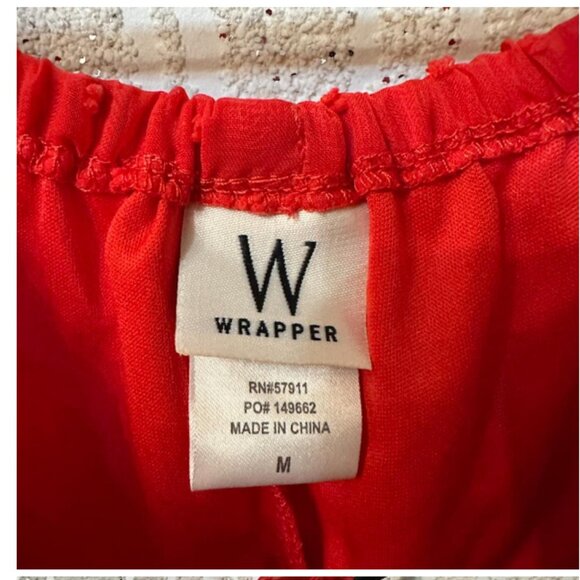 W
WRAPPER
RN#57911
PO# 149662
MADE IN CHINA
M